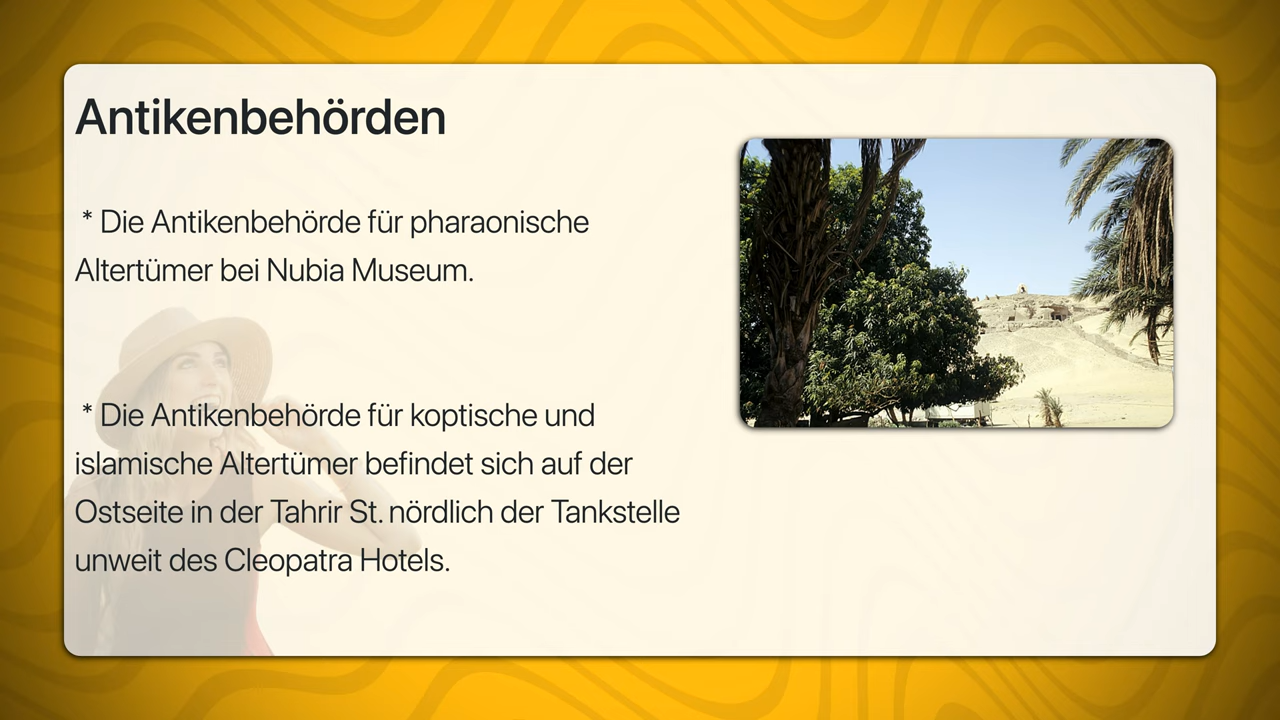 Antikenbehörden
* Die Antikenbehörde für pharaonische
Altertümer bei Nubia Museum.
* Die Antikenbehörde für koptische und
islamische Altertümer befindet sich auf der
Ostseite in der Tahrir St. nördlich der Tankstelle
unweit des Cleopatra Hotels.